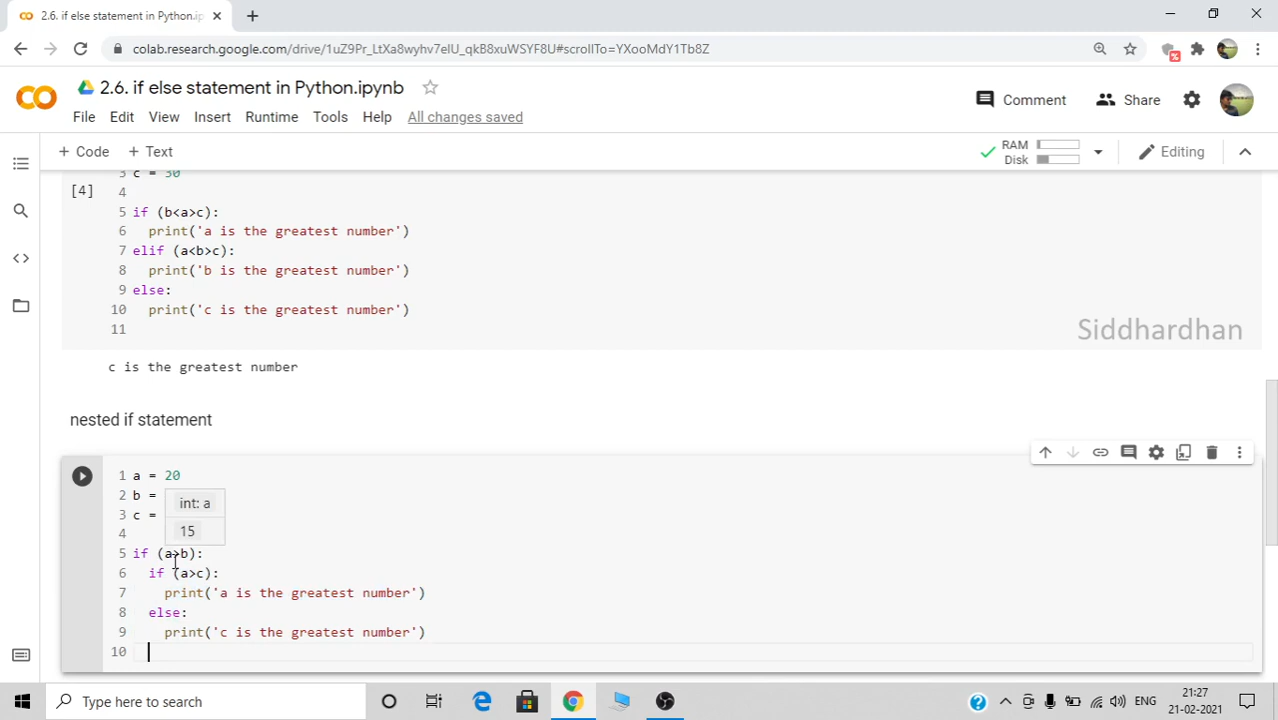 2.6. if else statement in Python.ip
colab.research.google.com/drive/1uZ9Pr_LtXa8wyhv7elU_qkB8xuWSYF8U#scrollTo=YXooMdY1Tb8Z
2.6. if else statement in Python.ipynb
File Edit View Insert Runtime Tools Help All changes saved
Comment Share
+ Code + Text
RAM
Disk
Editing
3 c = 30
[4]
4
5 if (b<a>c):
6 print('a is the greatest number')
7 elif (a<b>c):
8 print('b is the greatest number')
9 else:
10 print('c is the greatest number')
11
Siddhardhan
c is the greatest number
nested if statement
1 a = 20
2 b =
3 c =
int: a
15
4
5 if (a>b):
6 if (a>c):
7 print('a is the greatest number')
8 else:
9 print('c is the greatest number')
10
Type here to search
ENG
21:27
21-02-2021